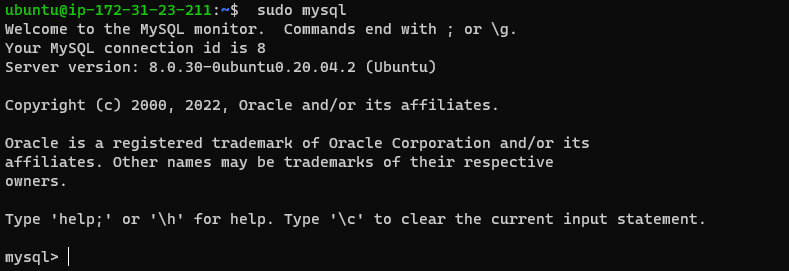 ubuntu@ip-172-31-23-211:~$  sudo mysql
Welcome to the MySQL monitor.  Commands end with ; or \g.
Your MySQL connection id is 8
Server version: 8.0.30-0ubuntu0.20.04.2 (Ubuntu)
Copyright (c) 2000, 2022, Oracle and/or its affiliates.
Oracle is a registered trademark of Oracle Corporation and/or its
affiliates. Other names may be trademarks of their respective
owners.
Type 'help;' or '\h' for help. Type '\c' to clear the current input statement.
mysql>